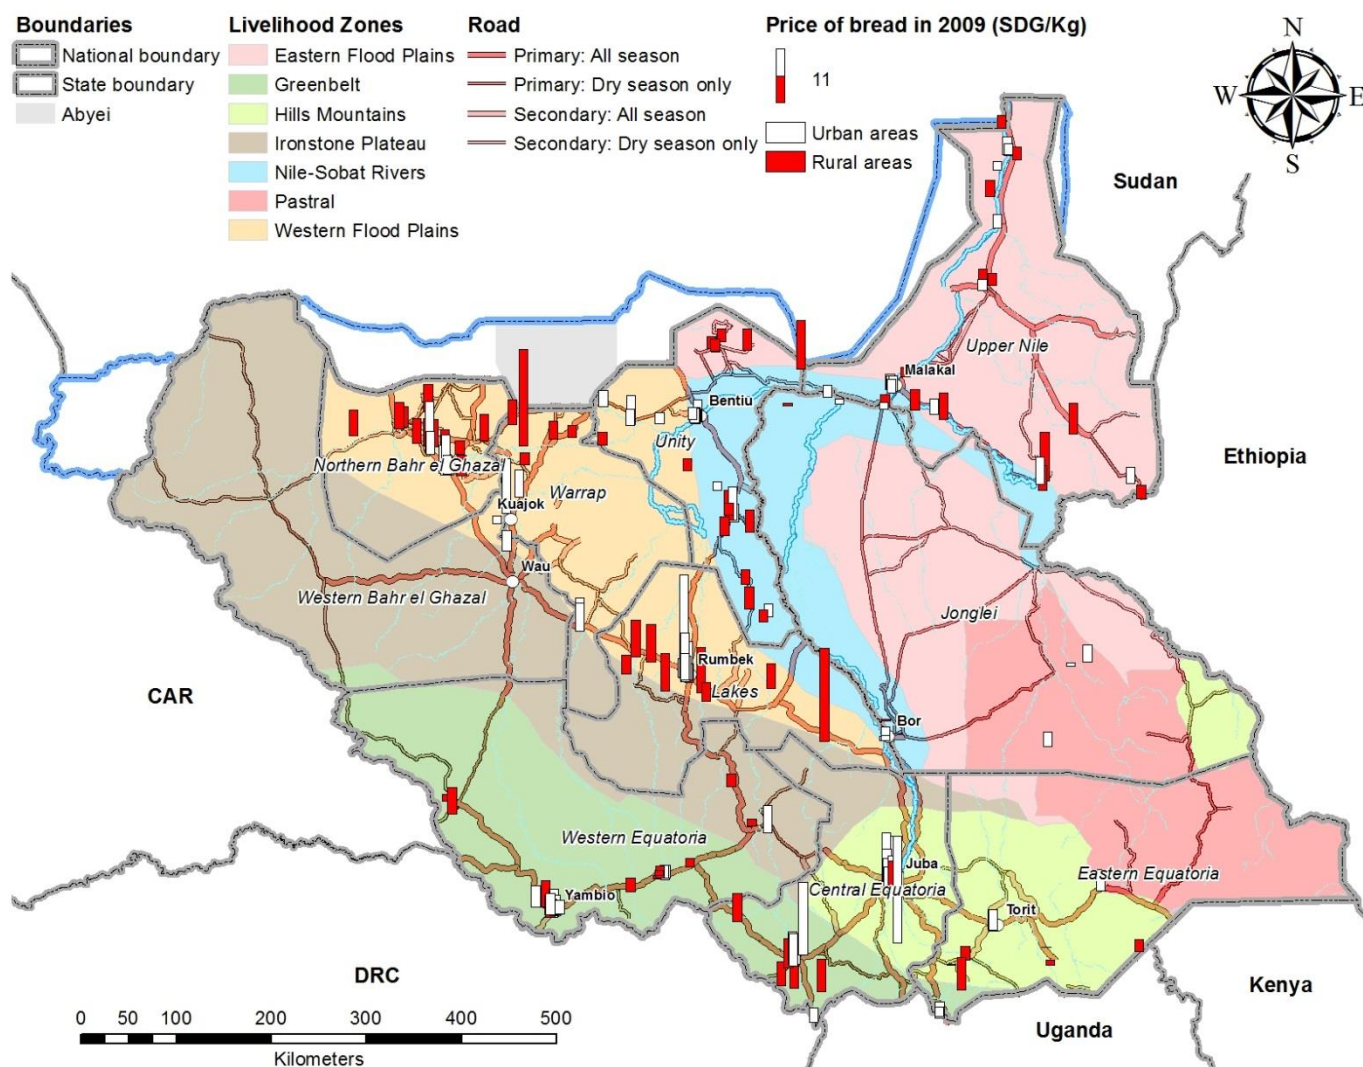 Boundaries
National boundary
State boundary
Abyei
Livelihood Zones
Eastern Flood Plains
Greenbelt
Hills Mountains
Ironstone Plateau
Nile-Sobat Rivers
Pastral
Western Flood Plains
Road
Primary: All season
Primary: Dry season only
Secondary: All season
Secondary: Dry season only
Price of bread in 2009 (SDG/Kg)
11
Urban areas
Rural areas
N
W E
S
Sudan
Upper Nile
Malakal
Bentiu
Unity
Ethiopia
Northern Bahr el Ghazal
Warrap
Kuajok
Wau
Western Bahr el Ghazal
Jonglei
Rumbek
Lakes
CAR
Bor
Western Equatoria
Juba
Central Equatoria
Eastern Equatoria
Yambio
Torit
DRC
Kenya
Uganda
0 50 100 200 300 400 500
Kilometers